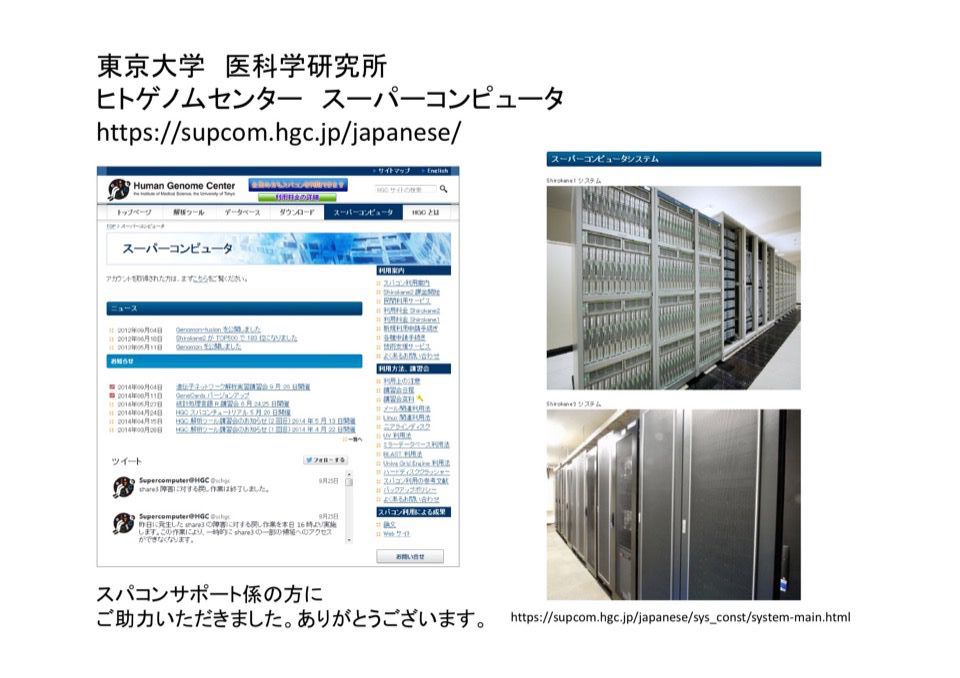 東京大学　医科学研究所
ヒトゲノムセンター　スーパーコンピュータ
https://supcom.hgc.jp/japanese/
サイトマップ English
Human Genome Center
the Institute of Medical Science, the University of Tokyo
利用料金の詳細
HGC サイトの検索
トップページ 解析ツール データベース ダウンロード スーパーコンピュータ HGC とは
TOP > スーパーコンピュータ
スーパーコンピュータ
アカウントを取得された方は、まずこちらをご覧ください。
ニュース
2012年09月04日 Genomon-fusion を公開しました
2012年06月18日 Shirokane2 が TOP500 で 183 位になりました
2012年05月11日 Genomon を公開しました
お知らせ
2014年09月04日 遺伝子ネットワーク解析実習講習会 9 月 26 日開催
2014年08月11日 GeneCards バージョンアップ
2014年05月27日 統計処理言語 R 講習会 6 月 24,25 日開催
2014年04月24日 HGC スパコンチュートリアル 5 月 20 日開催
2014年04月15日 HGC 解析ツール講習会のお知らせ (2 回目) 2014 年 5 月 13 日開催
2014年03月28日 HGC 解析ツール講習会のお知らせ (1 回目) 2014 年 4 月 22 日開催
一覧へ
ツイート
フォローする
Supercomputer@HGC @schgc 9月25日
share3 障害に対する戻し作業は終了しました。
Supercomputer@HGC @schgc 9月25日
昨日に発生した share3 の障害に対する戻し作業を本日 16 時より実施
します。この作業により、一時的に share3 の一部の領域へのアクセス
ができなくなります。
利用案内
スパコン利用案内
Shirokane2 課金開始
民間利用サービス
利用料金 Shirokane2
利用料金 Shirokane1
新規利用申請手続き
各種申請手続き
技術支援サービス
よくあるお問い合わせ
利用方法、講習会
利用上の注意
講習会日程
講習会資料
メール関連利用法
Linux 関連利用法
ニアラインディスク
UV 利用法
ミラーデータベース利用法
BLAST 利用法
Univa Grid Engine 利用法
ハードディスククラッシャー
スパコン利用の参考文献
バックアップポリシー
よくあるお問い合わせ
スパコン利用による成果
論文
Web サイト
お問い合せ
スーパーコンピュータシステム
Shirokane1 システム
Shirokane2 システム
スパコンサポート係の方に
ご助力いただきました。ありがとうございます。
https://supcom.hgc.jp/japanese/sys_const/system-main.html